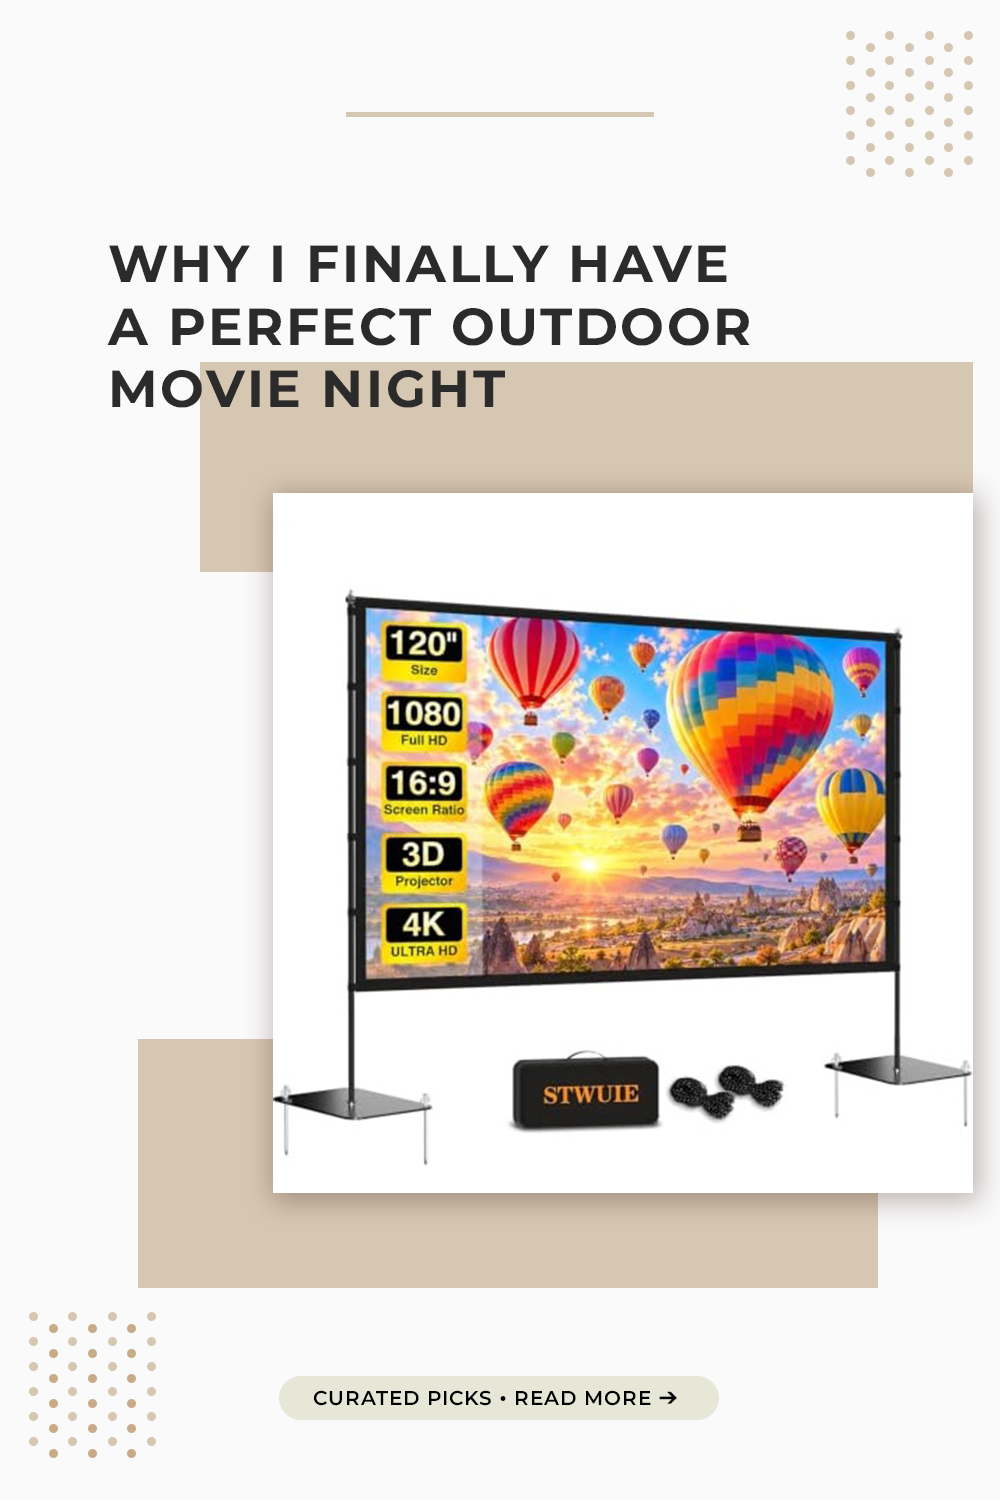 WHY I FINALLY HAVE
A PERFECT OUTDOOR
MOVIE NIGHT
120"
Size
1080
Full HD
16:9
Screen Ratio
3D
Projector
4K
ULTRA HD
STWUIE
CURATED PICKS • READ MORE →